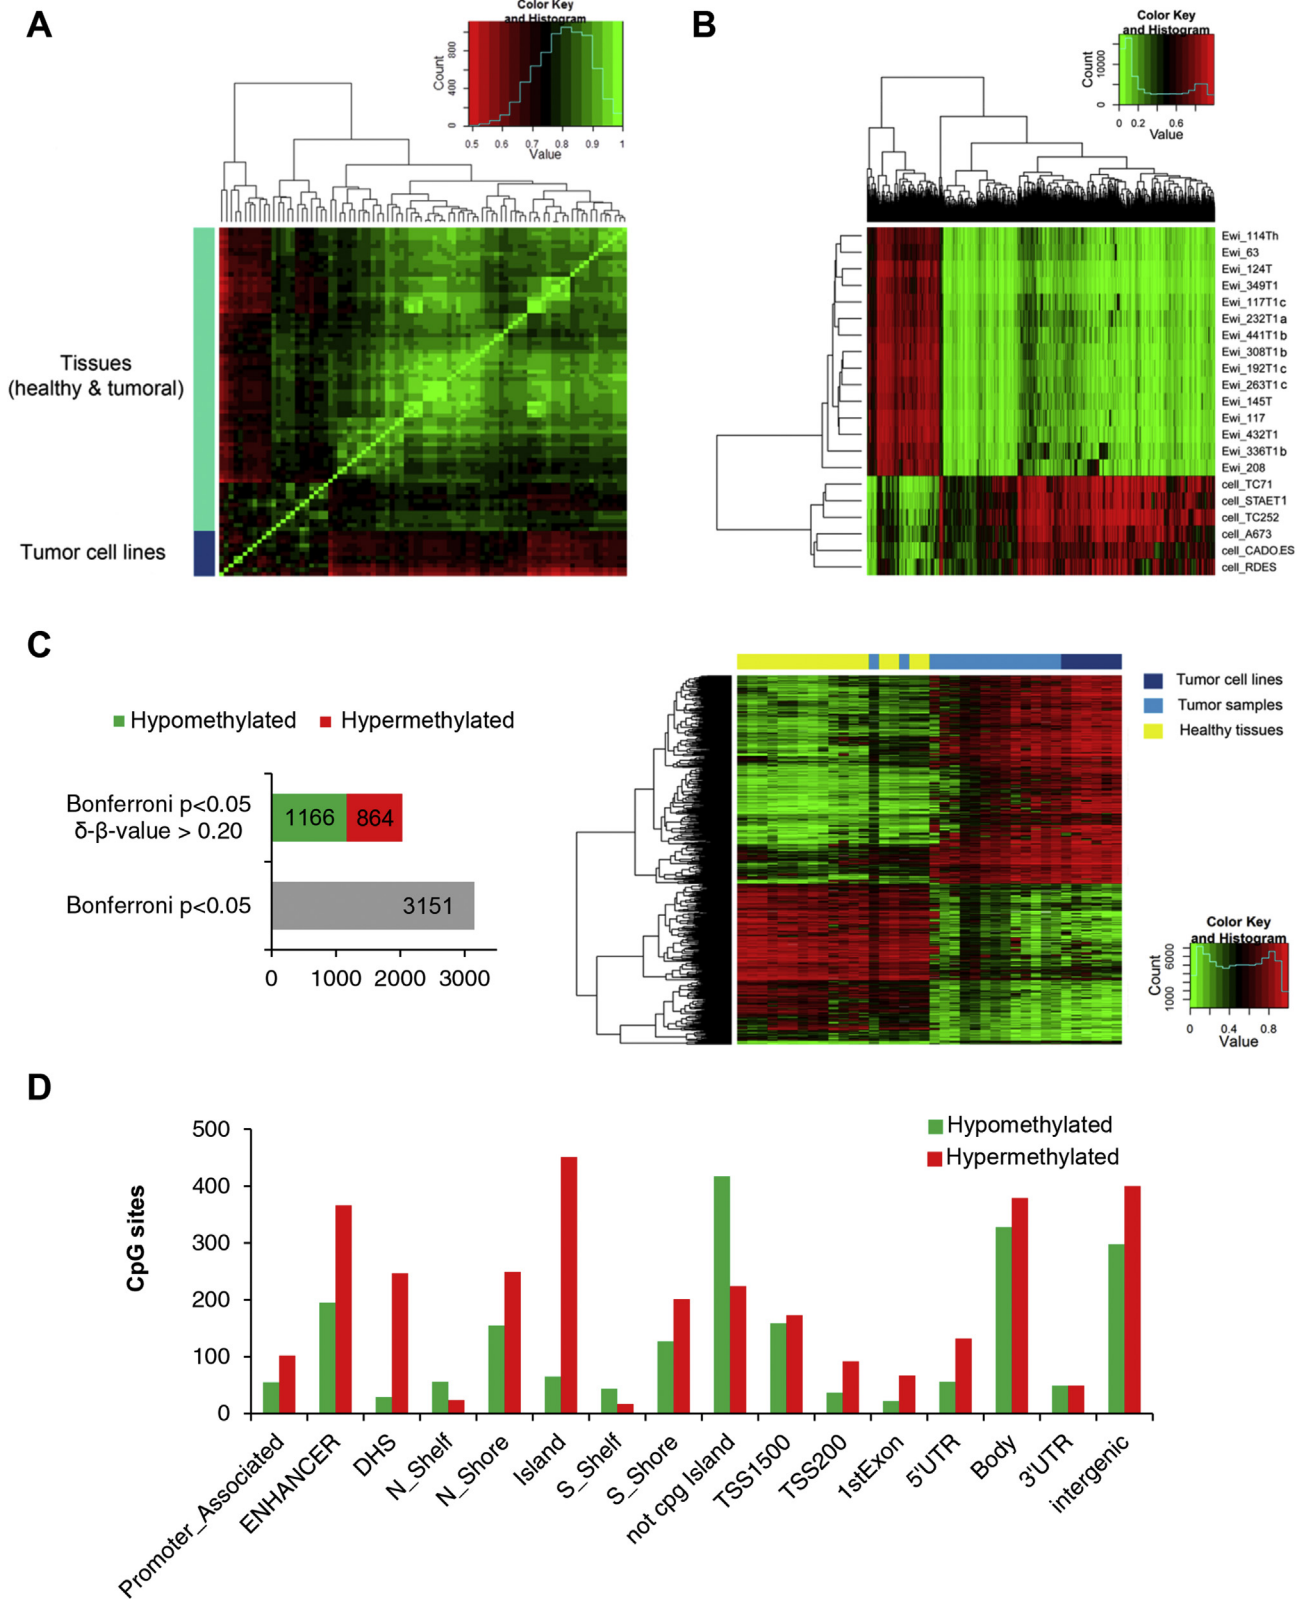 A
Color Key
and Histogram
Count
0
400
800
0.5 0.6 0.7 0.8 0.9 1
Value
Tissues
(healthy & tumoral)
Tumor cell lines
B
Color Key
and Histogram
Count
0
10000
0 0.2 0.6
Value
Ewi_114Th
Ewi_63
Ewi_124T
Ewi_349T1
Ewi_117T1c
Ewi_232T1a
Ewi_441T1b
Ewi_308T1b
Ewi_192T1c
Ewi_263T1c
Ewi_145T
Ewi_117
Ewi_432T1
Ewi_336T1b
Ewi_208
cell_TC71
cell_STAET1
cell_TC252
cell_A673
cell_CADO.ES
cell_RDES
C
Hypomethylated Hypermethylated
Bonferroni p<0.05
δ-β-value > 0.20
1166 864
Bonferroni p<0.05
3151
0 1000 2000 3000
Tumor cell lines
Tumor samples
Healthy tissues
Color Key
and Histogram
Count
1000
6000
0 0.4 0.8
Value
D
Hypomethylated
Hypermethylated
CpG sites
500
400
300
200
100
0
Promoter_Associated
ENHANCER
DHS
N_Shelf
N_Shore
Island
S_Shelf
S_Shore
not cpg Island
TSS1500
TSS200
1stExon
5'UTR
Body
3'UTR
intergenic